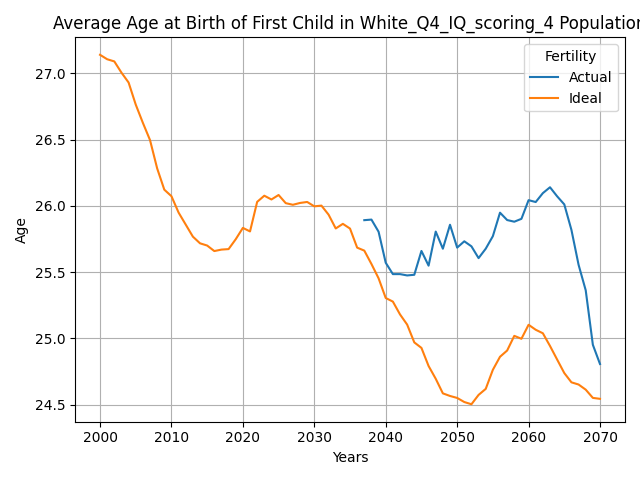 Average Age at Birth of First Child in White_Q4_IQ_scoring_4 Population
Fertility
Actual
Ideal
27.0
26.5
26.0
25.5
25.0
24.5
Age
2000 2010 2020 2030 2040 2050 2060 2070
Years